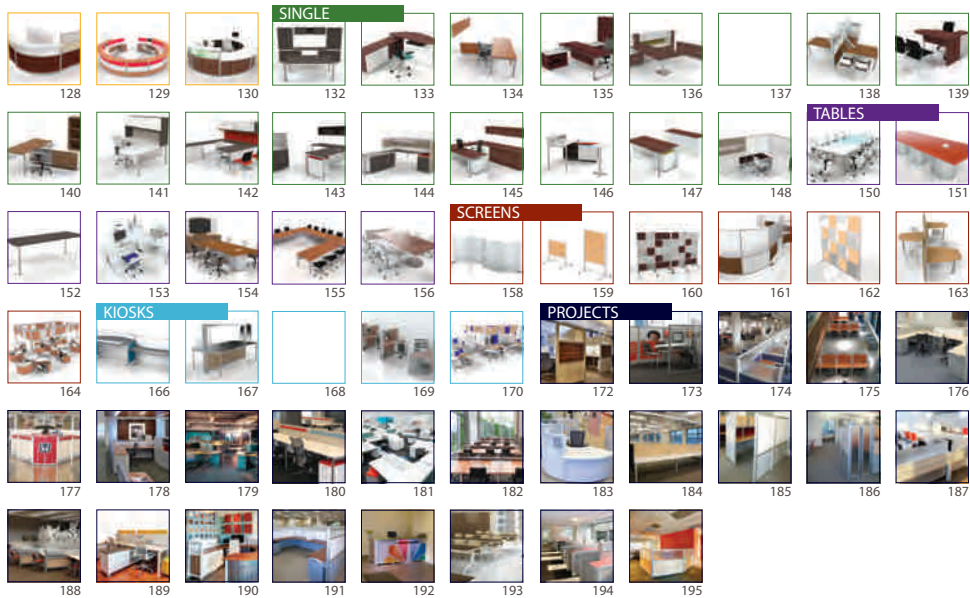 SINGLE
128 129 130 132 133 134 135 136 137 138 139
TABLES
140 141 142 143 144 145 146 147 148 150 151
SCREENS
152 153 154 155 156 158 159 160 161 162 163
KIOSKS PROJECTS
164 166 167 168 169 170 172 173 174 175 176
177 178 179 180 181 182 183 184 185 186 187
188 189 190 191 192 193 194 195